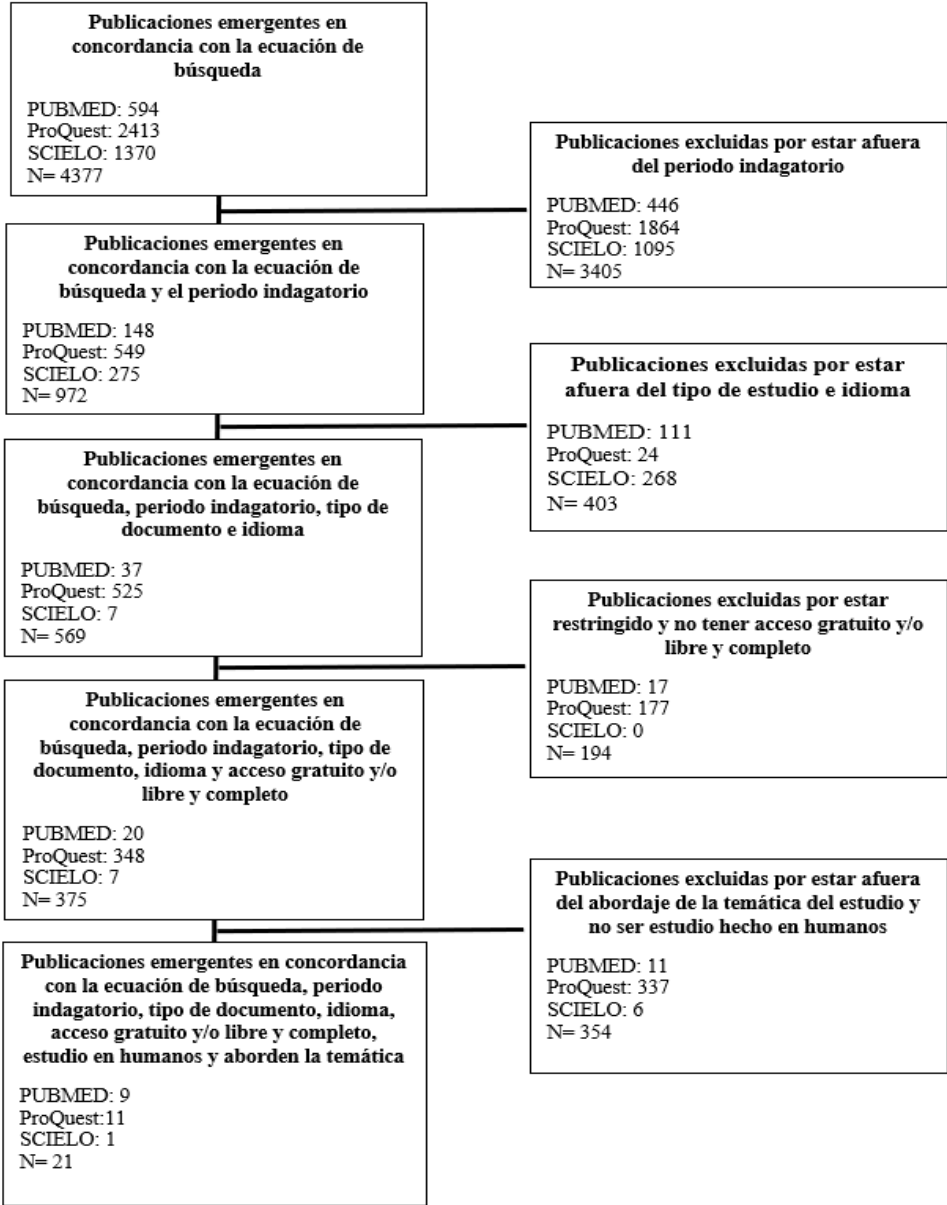 Publicaciones emergentes en
concordancia con la ecuación de
búsqueda
PUBMED: 594
ProQuest: 2413
SCIELO: 1370
N= 4377
Publicaciones excluidas por estar afuera
del periodo indagatorio
PUBMED: 446
ProQuest: 1864
SCIELO: 1095
N= 3405
Publicaciones emergentes en
concordancia con la ecuación de
búsqueda y el periodo indagatorio
PUBMED: 148
ProQuest: 549
SCIELO: 275
N= 972
Publicaciones excluidas por estar
afuera del tipo de estudio e idioma
PUBMED: 111
ProQuest: 24
SCIELO: 268
N= 403
Publicaciones emergentes en
concordancia con la ecuación de
búsqueda, periodo indagatorio, tipo de
documento e idioma
PUBMED: 37
ProQuest: 525
SCIELO: 7
N= 569
Publicaciones excluidas por estar
restringido y no tener acceso gratuito y/o
libre y completo
PUBMED: 17
ProQuest: 177
SCIELO: 0
N= 194
Publicaciones emergentes en
concordancia con la ecuación de
búsqueda, periodo indagatorio, tipo de
documento, idioma y acceso gratuito y/o
libre y completo
PUBMED: 20
ProQuest: 348
SCIELO: 7
N= 375
Publicaciones excluidas por estar afuera
del abordaje de la temática del estudio y
no ser estudio hecho en humanos
PUBMED: 11
ProQuest: 337
SCIELO: 6
N= 354
Publicaciones emergentes en concordancia
con la ecuación de búsqueda, periodo
indagatorio, tipo de documento, idioma,
acceso gratuito y/o libre y completo,
estudio en humanos y aborden la temática
PUBMED: 9
ProQuest:11
SCIELO: 1
N= 21